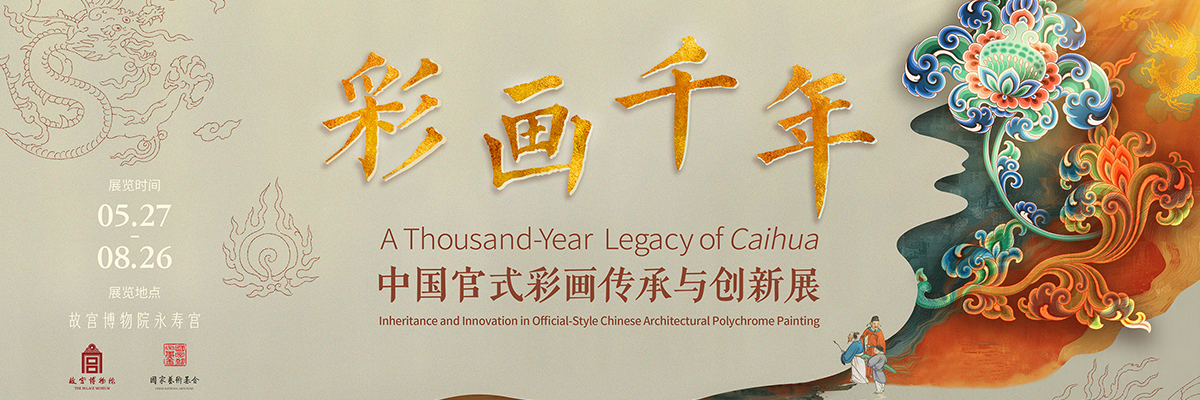 彩画千年
A Thousand-Year Legacy of Caihua
中国官式彩画传承与创新展
Inheritance and Innovation in Official-Style Chinese Architectural Polychrome Painting
展览时间
05.27
–
08.26
展览地点
故宫博物院永寿宫
故宫博物院
THE PALACE MUSEUM
国家艺术基金